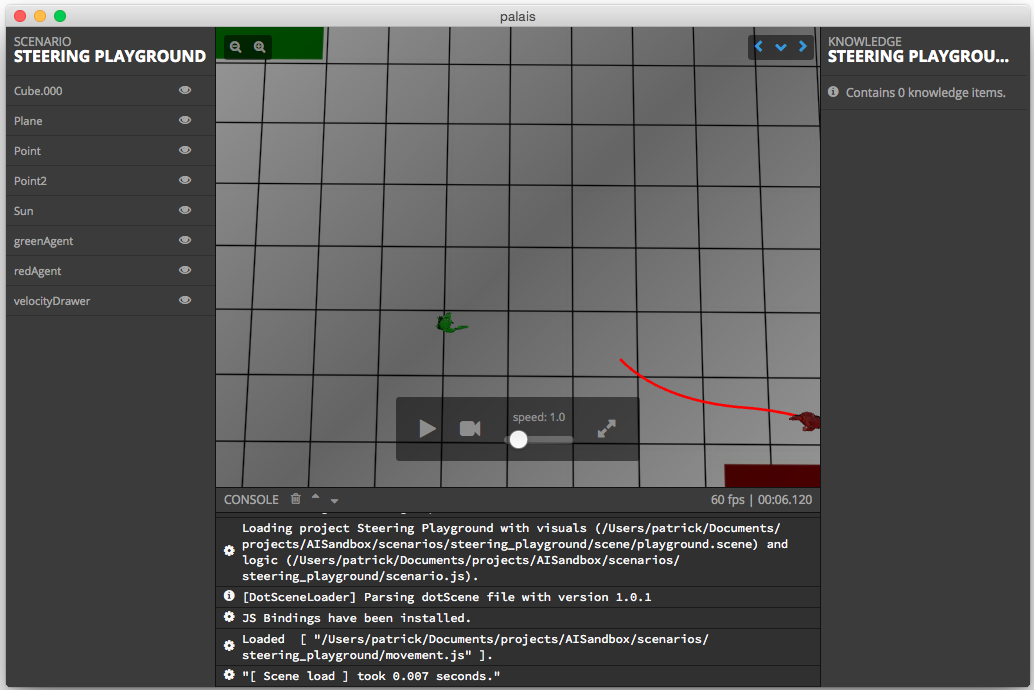 palais
SCENARIO
STEERING PLAYGROUND
Cube.000
Plane
Point
Point2
Sun
greenAgent
redAgent
velocityDrawer
speed: 1.0
KNOWLEDGE
STEERING PLAYGROU...
Contains 0 knowledge items.
CONSOLE
60 fps | 00:06.120
Loading project Steering Playground with visuals (/Users/patrick/Documents/
projects/AISandbox/scenarios/steering_playground/scene/playground.scene) and
logic (/Users/patrick/Documents/projects/AISandbox/scenarios/
steering_playground/scenario.js).
[DotSceneLoader] Parsing dotScene file with version 1.0.1
JS Bindings have been installed.
Loaded  [ "/Users/patrick/Documents/projects/AISandbox/scenarios/
steering_playground/movement.js" ].
"[ Scene load ] took 0.007 seconds."